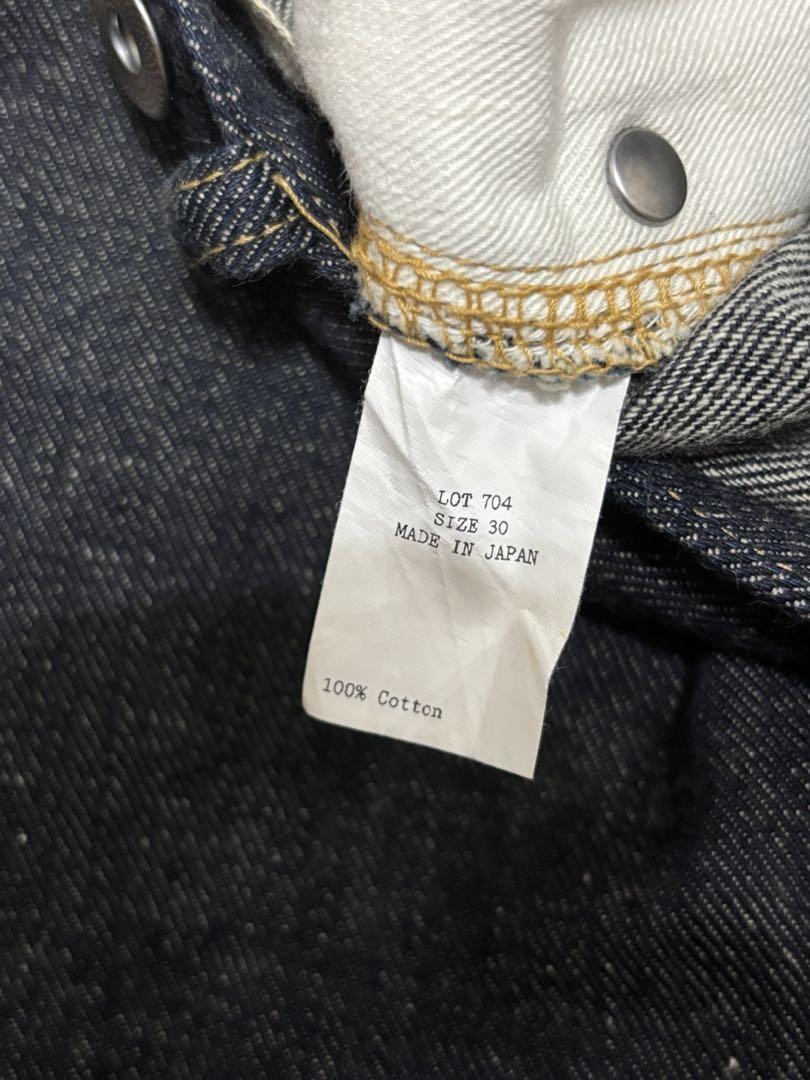 LOT 704
SIZE 30
MADE IN JAPAN
100% Cotton